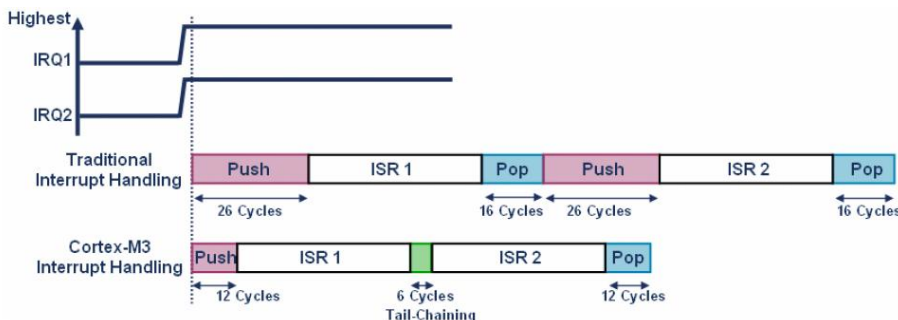 Highest
IRQ1
IRQ2
Traditional
Interrupt Handling
Push ISR 1 Pop Push ISR 2 Pop
26 Cycles 16 Cycles 26 Cycles 16 Cycles
Cortex-M3
Interrupt Handling
Push ISR 1 ISR 2 Pop
12 Cycles 6 Cycles 12 Cycles
Tail-Chaining